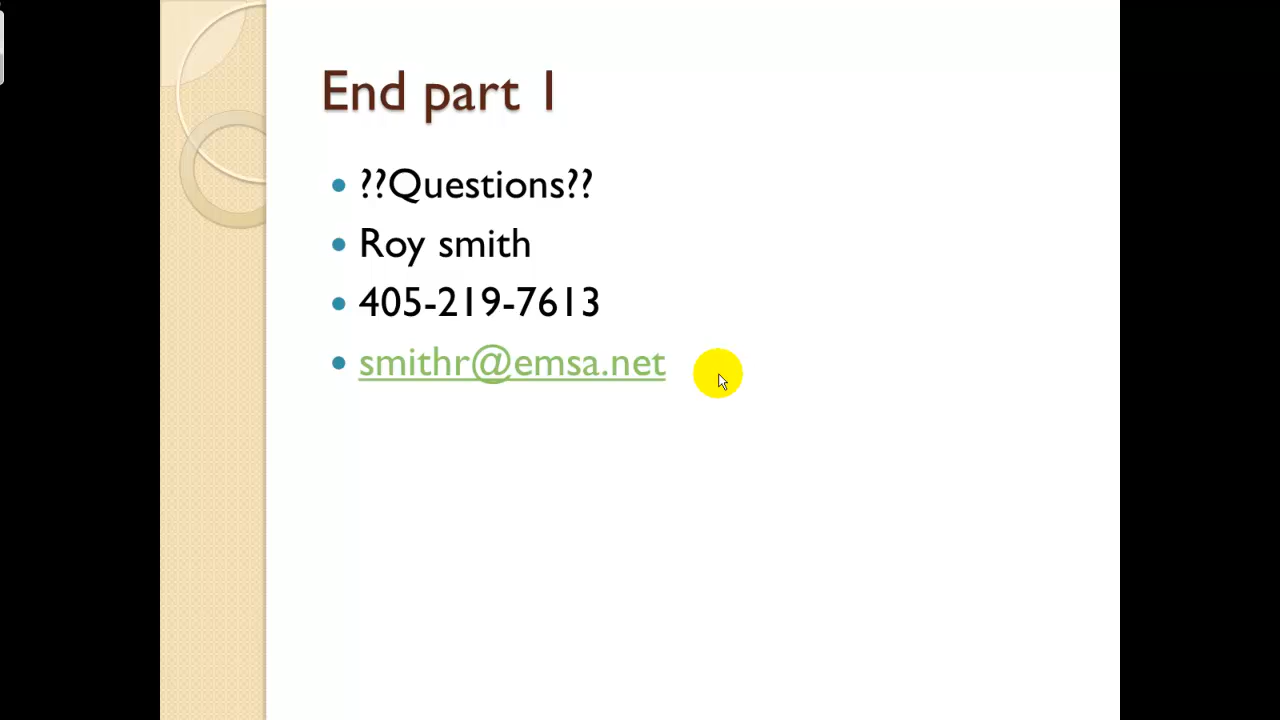 End part 1
??Questions??
Roy smith
405-219-7613
smithr@emsa.net